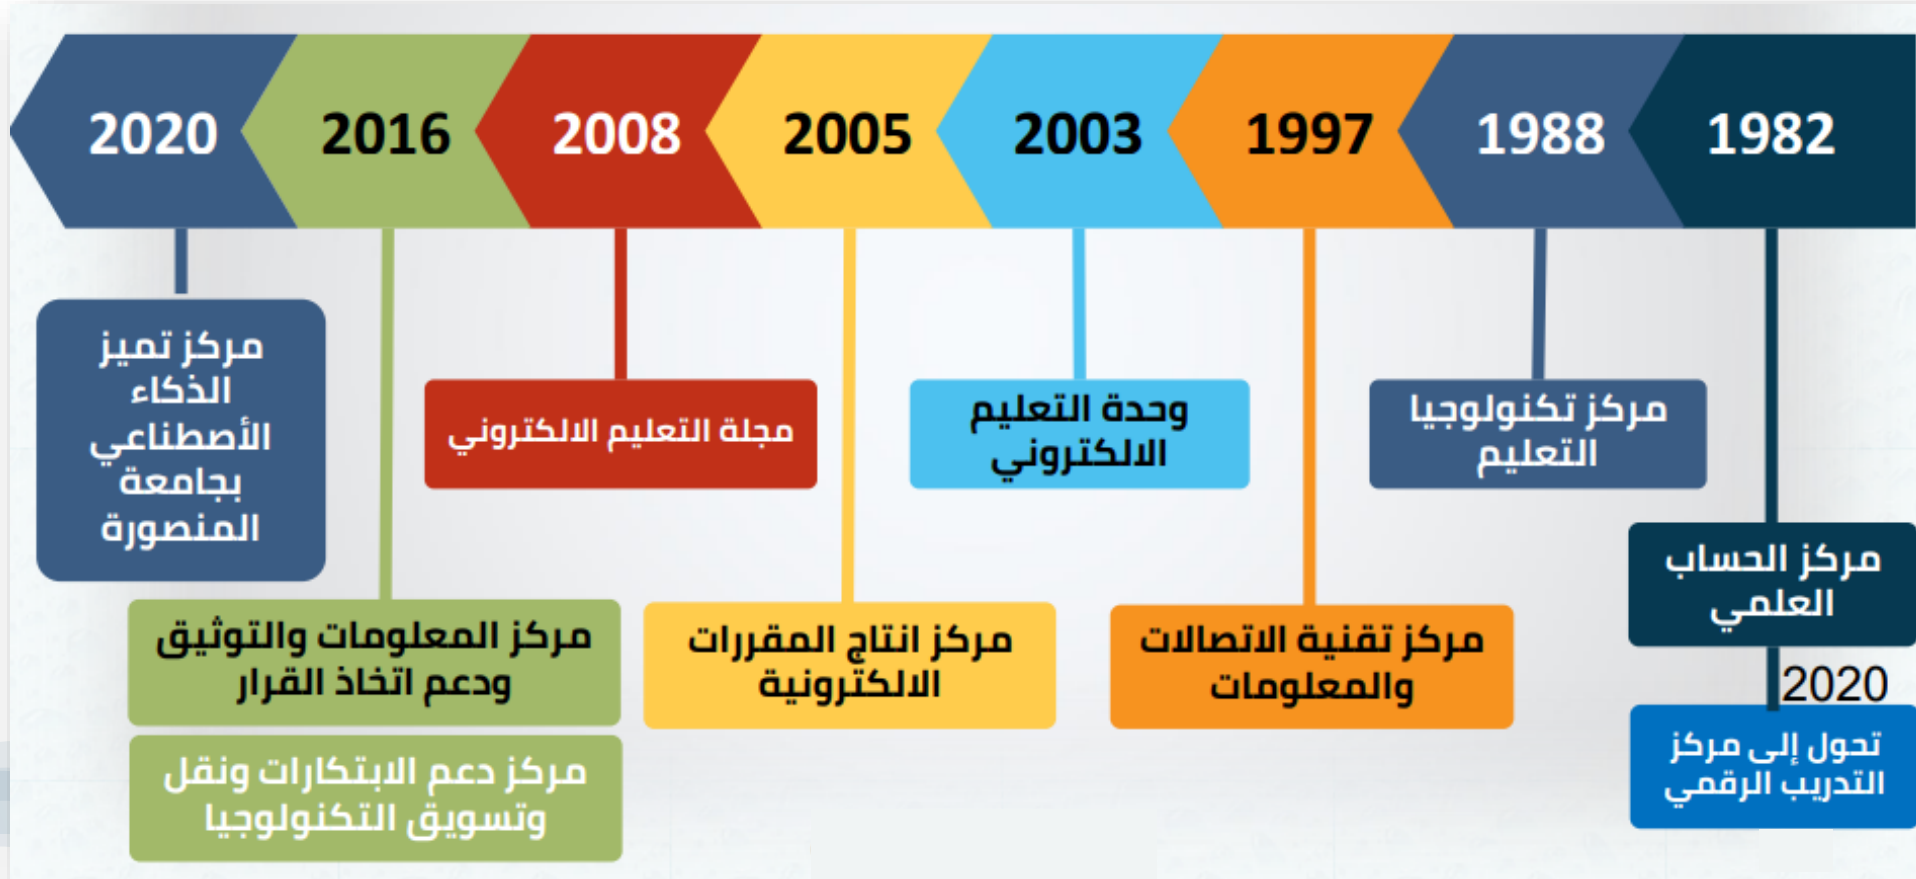 1982
1988
1997
2003
2005
2008
2016
2020
مركز تميز
الذكاء
الأصطناعي
بجامعة
المنصورة
مجلة التعليم الالكتروني
وحدة التعليم
الالكتروني
مركز تكنولوجيا
التعليم
مركز الحساب
العلمي
2020
تحول إلى مركز
التدريب الرقمي
مركز تقنية الاتصالات
والمعلومات
مركز انتاج المقررات
الالكترونية
مركز المعلومات والتوثيق
ودعم اتخاذ القرار
مركز دعم الابتكارات ونقل
وتسويق التكنولوجيا